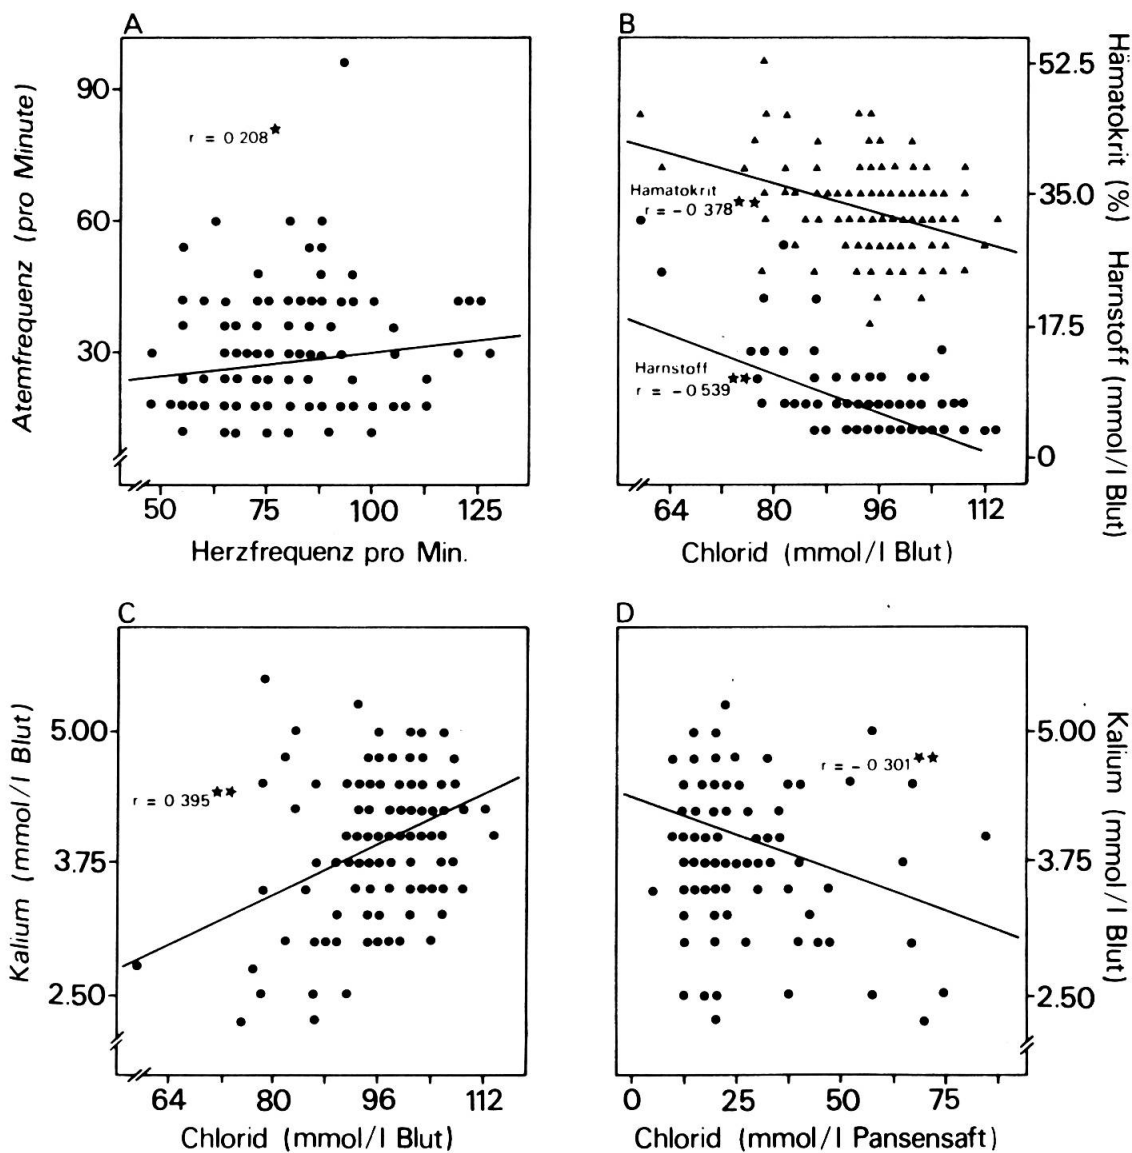 A
Atemfrequenz (pro Minute)
90
60
30
r = 0 208★
50 75 100 125
Herzfrequenz pro Min.
B
Hämatokrit (%)
Harnstoff (mmol/l Blut)
52.5
35.0
17.5
0
Hamatokrit
r = - 0 378★★
Harnstoff
r = - 0 539★★
64 80 96 112
Chlorid (mmol/l Blut)
C
Kalium (mmol/l Blut)
5.00
3.75
2.50
r = 0 395★★
64 80 96 112
Chlorid (mmol/l Blut)
D
Kalium (mmol/l Blut)
5.00
3.75
2.50
r = - 0 301★★
0 25 50 75
Chlorid (mmol/l Pansensaft)